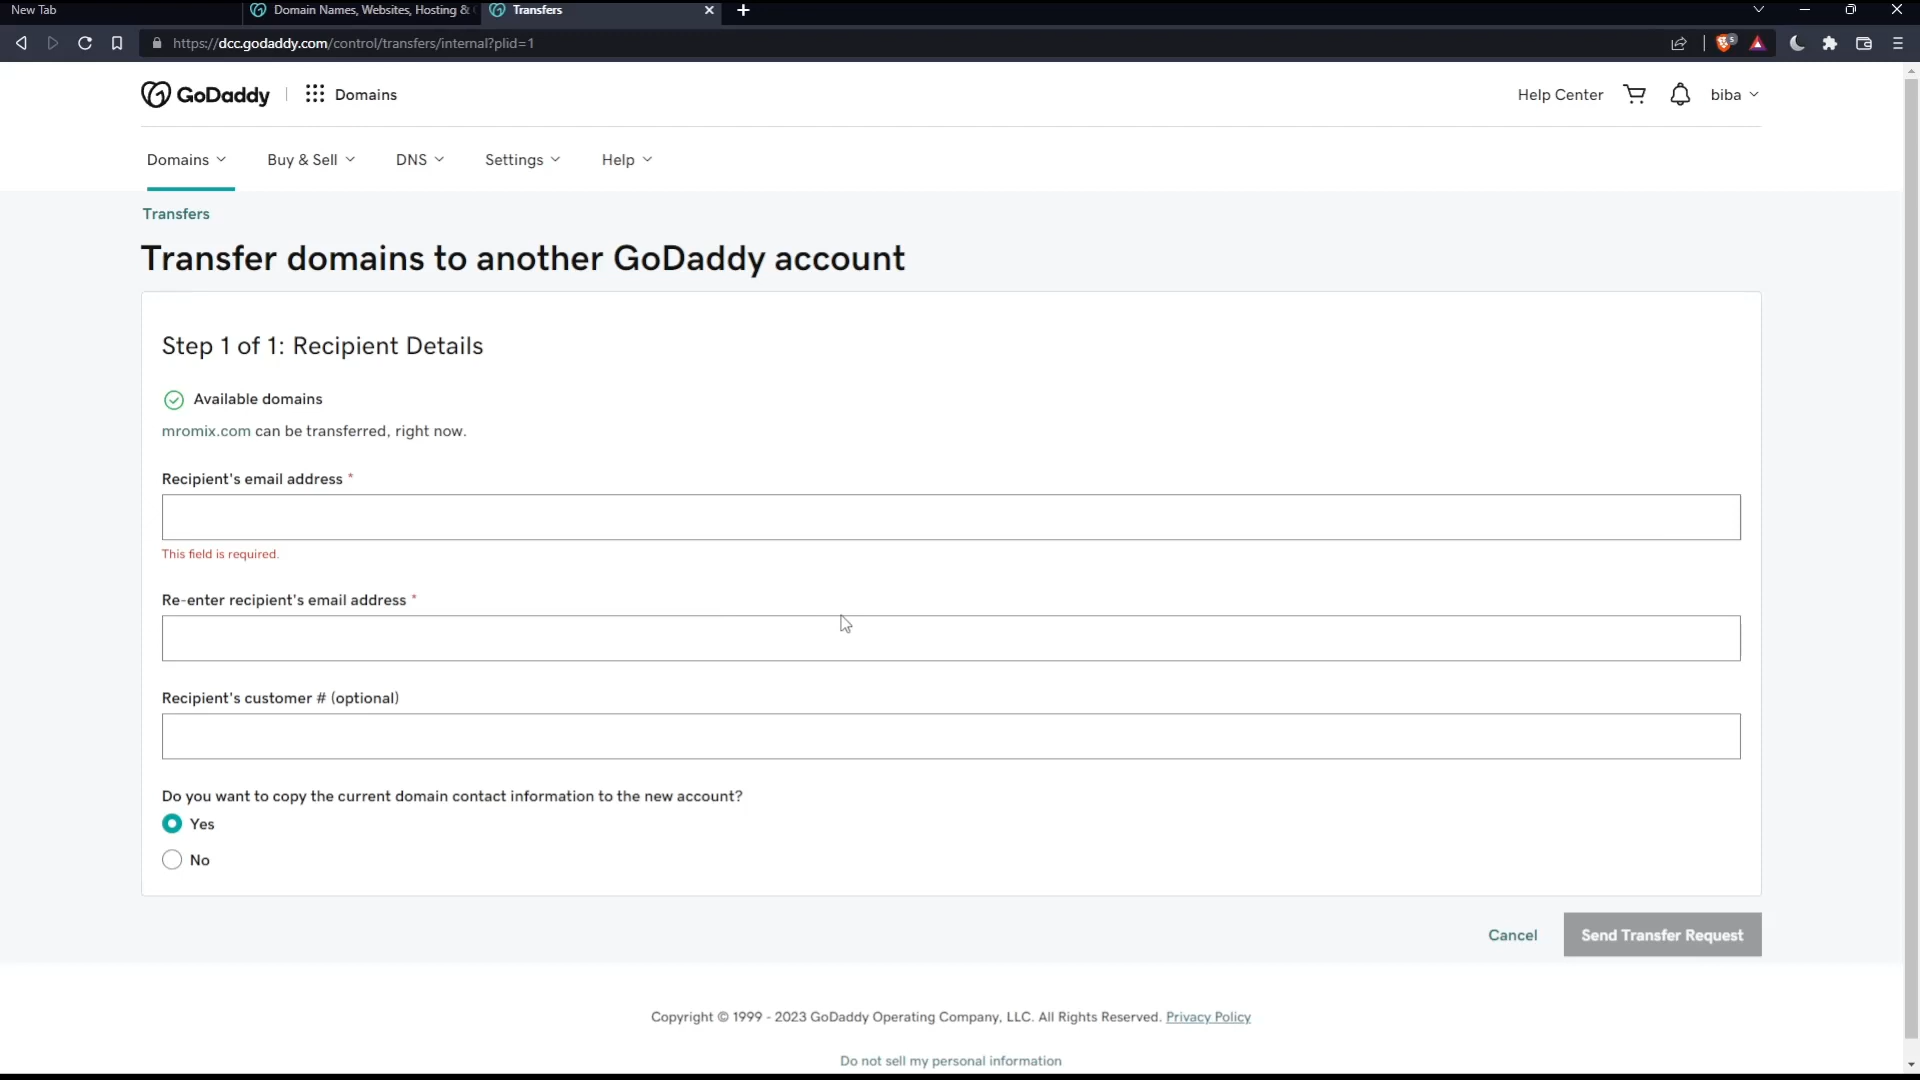 New Tab
Domain Names, Websites, Hosting &
Transfers
https://dcc.godaddy.com/control/transfers/internal?plid=1
5
GoDaddy
Domains
Help Center
biba
Domains
Buy & Sell
DNS
Settings
Help
Transfers
Transfer domains to another GoDaddy account
Step 1 of 1: Recipient Details
Available domains
mromix.com can be transferred, right now.
Recipient's email address *
This field is required.
Re-enter recipient's email address *
Recipient's customer # (optional)
Do you want to copy the current domain contact information to the new account?
Yes
No
Cancel
Send Transfer Request
Copyright © 1999 - 2023 GoDaddy Operating Company, LLC. All Rights Reserved. Privacy Policy
Do not sell my personal information